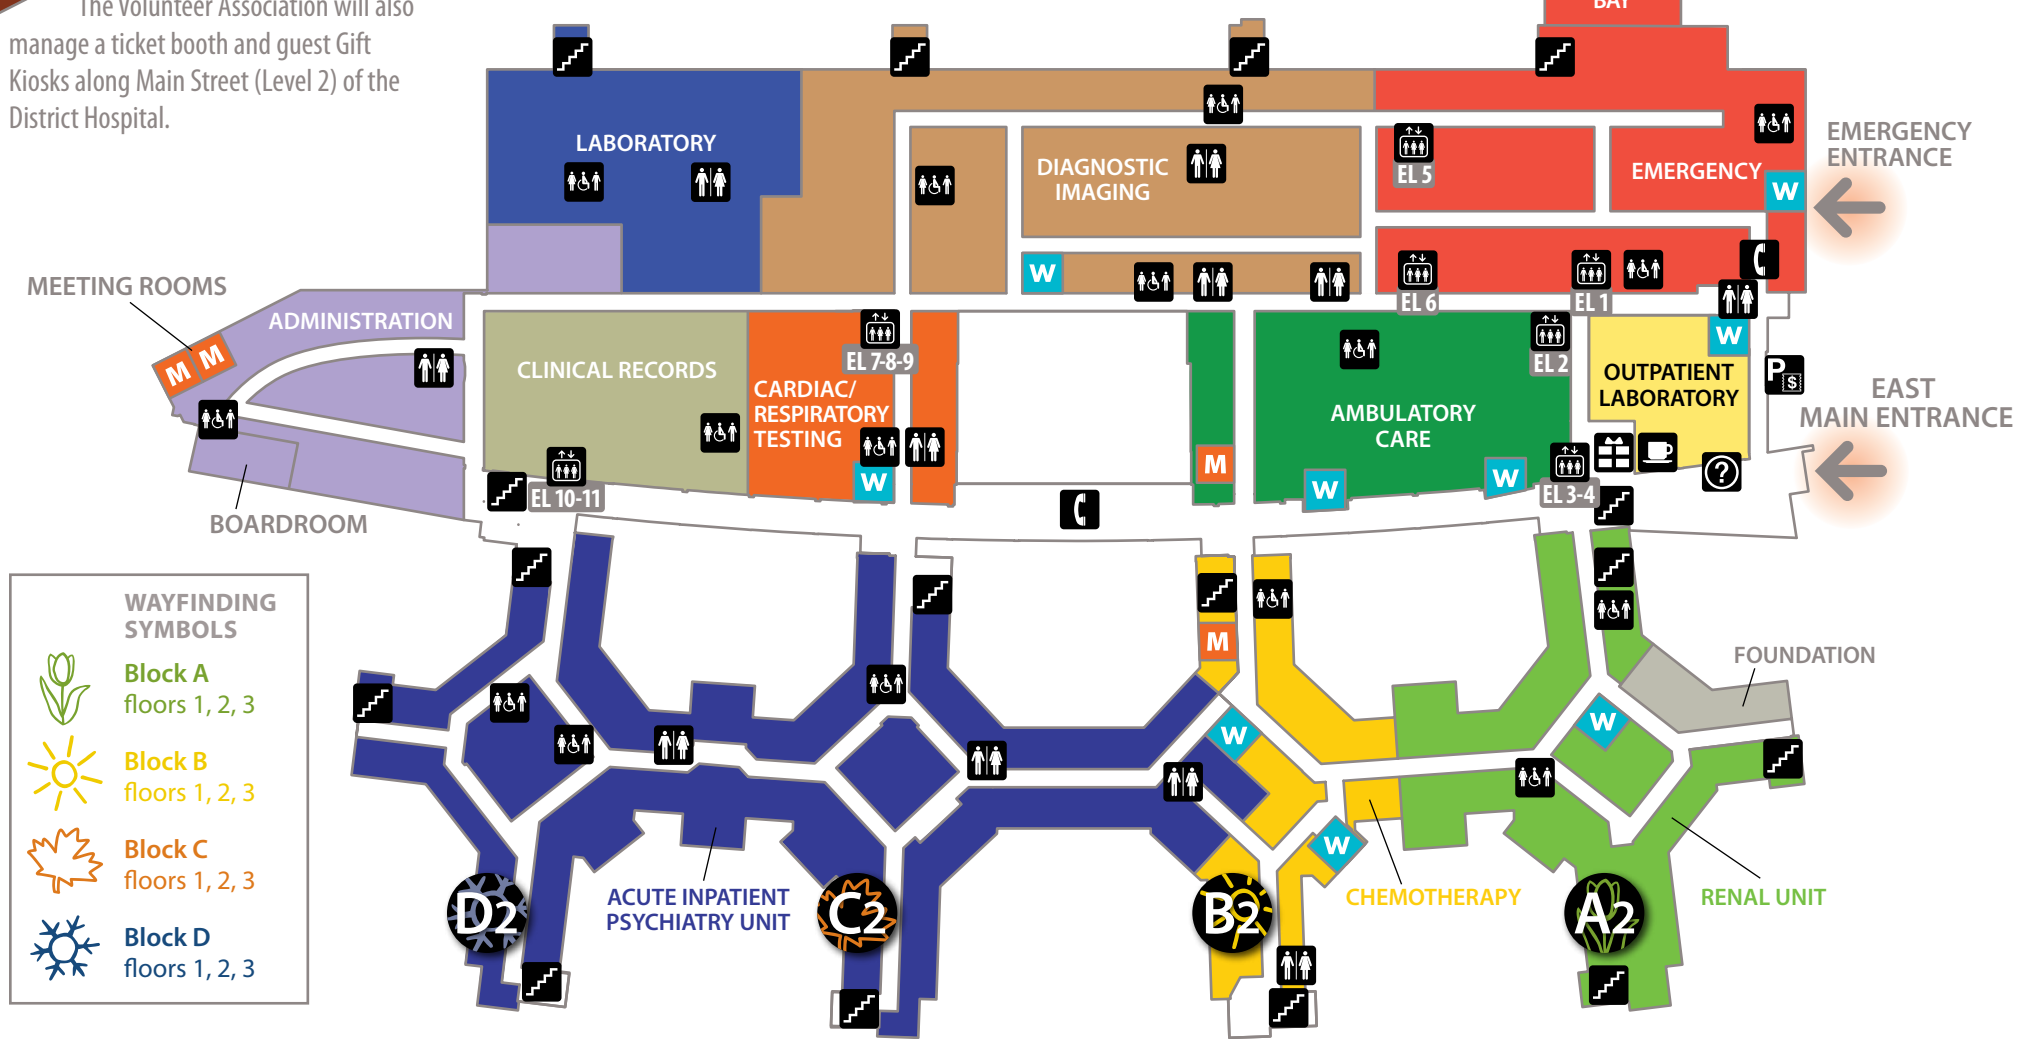 The Volunteer Association will also
manage a ticket booth and guest Gift
Kiosks along Main Street (Level 2) of the
District Hospital.
BAY
LABORATORY
DIAGNOSTIC
IMAGING
EL 5
EMERGENCY
W
EMERGENCY
ENTRANCE
W
EL 6
EL 1
MEETING ROOMS
M
M
ADMINISTRATION
CLINICAL RECORDS
EL 7-8-9
CARDIAC/
RESPIRATORY
TESTING
W
EL 10-11
BOARDROOM
M
AMBULATORY
CARE
EL 2
W
W
EL 3-4
W
OUTPATIENT
LABORATORY
?
P
$
EAST
MAIN ENTRANCE
WAYFINDING
SYMBOLS
Block A
floors 1, 2, 3
Block B
floors 1, 2, 3
Block C
floors 1, 2, 3
Block D
floors 1, 2, 3
M
FOUNDATION
W
W
W
D2
ACUTE INPATIENT
PSYCHIATRY UNIT
C2
B2
CHEMOTHERAPY
A2
RENAL UNIT